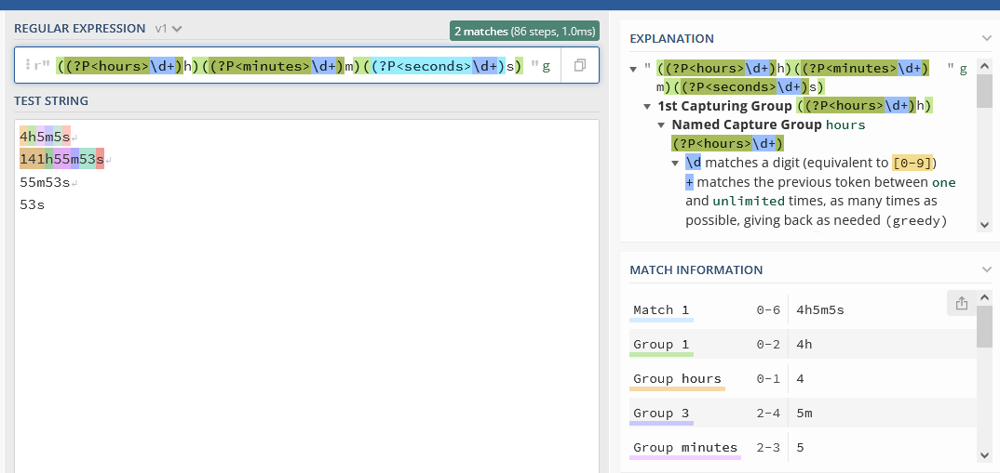 REGULAR EXPRESSION v1
2 matches (86 steps, 1.0ms)
r" ((?P<hours>\d+)h)((?P<minutes>\d+)m)((?P<seconds>\d+)s) " g
TEST STRING
4h5m5s
141h55m53s
55m53s
53s
EXPLANATION
" ((?P<hours>\d+)h)((?P<minutes>\d+) " g
m)((?P<seconds>\d+)s)
1st Capturing Group ((?P<hours>\d+)h)
Named Capture Group hours
(?P<hours>\d+)
\d matches a digit (equivalent to [0-9])
+ matches the previous token between one
and unlimited times, as many times as
possible, giving back as needed (greedy)
MATCH INFORMATION
Match 1 0-6 4h5m5s
Group 1 0-2 4h
Group hours 0-1 4
Group 3 2-4 5m
Group minutes 2-3 5